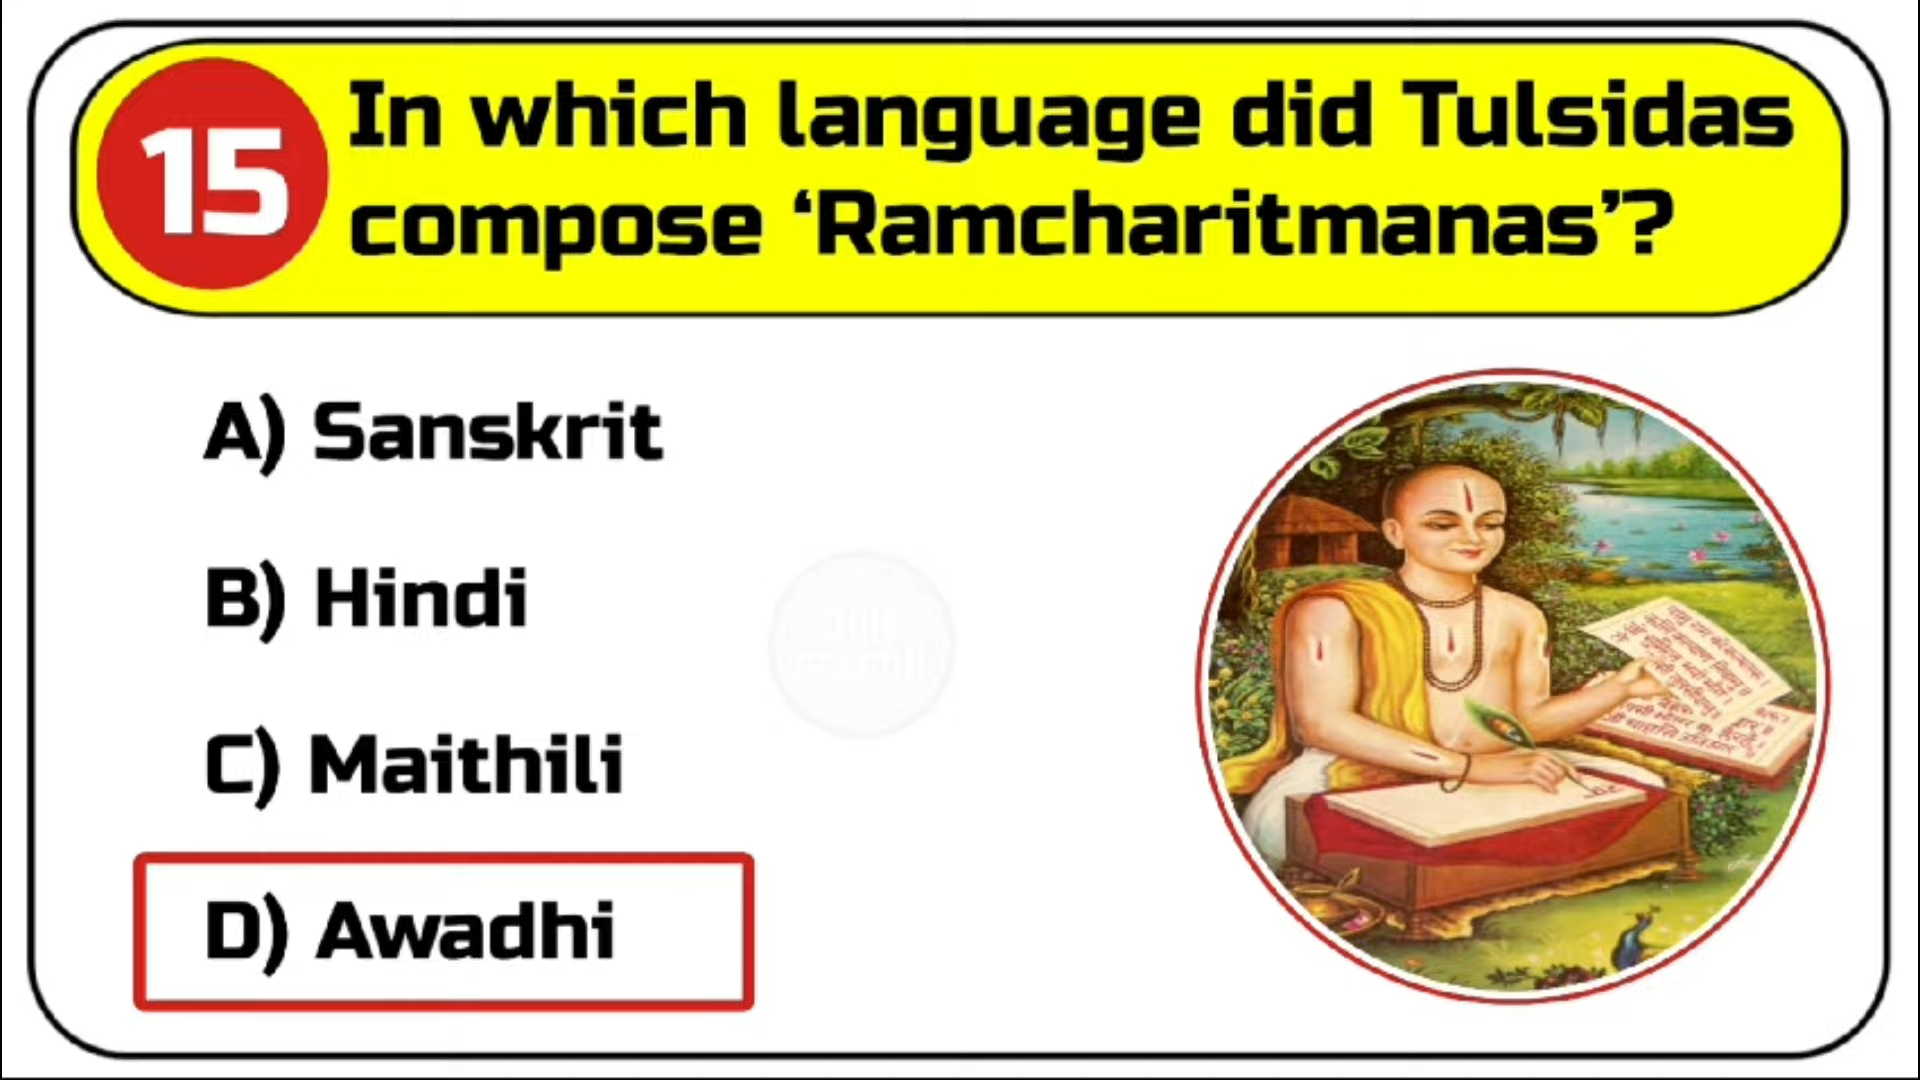 15
In which language did Tulsidas
compose ‘Ramcharitmanas’?
A) Sanskrit
B) Hindi
C) Maithili
D) Awadhi